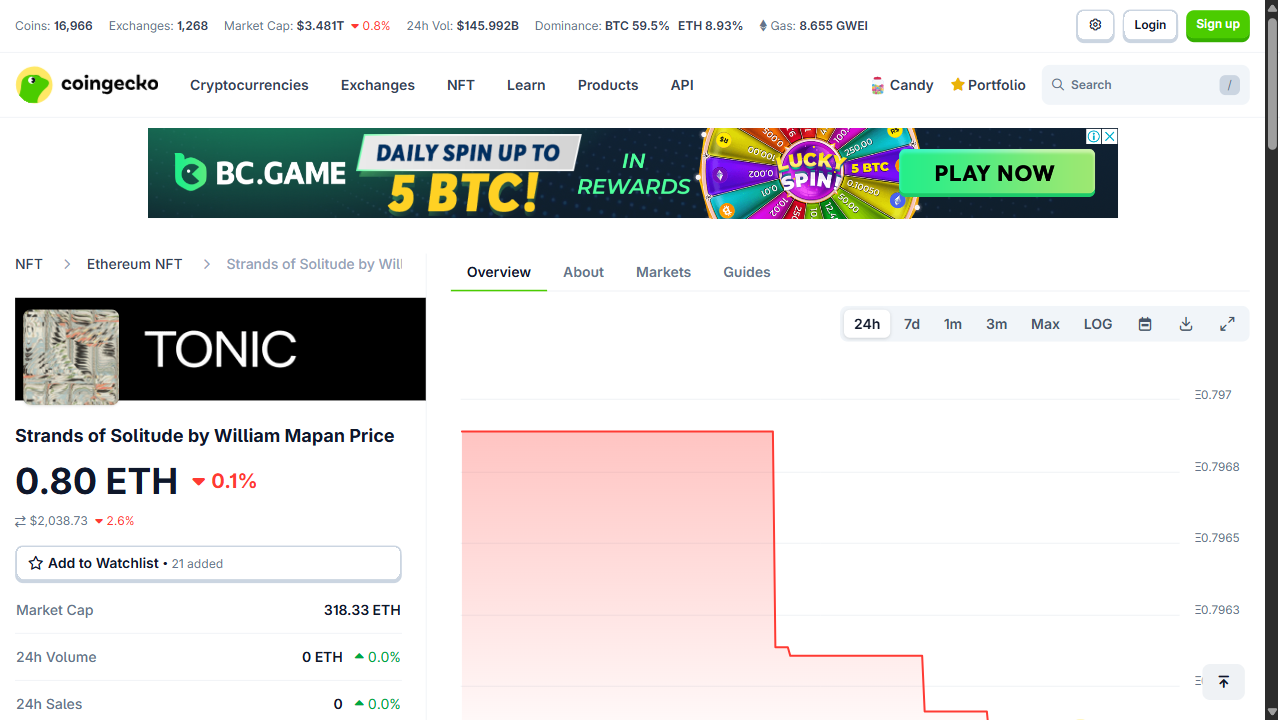 Coins: 16,966 Exchanges: 1,268 Market Cap: $3.481T 0.8% 24h Vol: $145.992B Dominance: BTC 59.5% ETH 8.93% Gas: 8.655 GWEI Login Sign up
coingecko Cryptocurrencies Exchanges NFT Learn Products API Candy Portfolio Search /
BC.GAME
DAILY SPIN UP TO
5 BTC!
IN
REWARDS
LUCKY
SPIN!
5 BTC
PLAY NOW
NFT Ethereum NFT Strands of Solitude by Will
Overview About Markets Guides
TONIC
24h 7d 1m 3m Max LOG
Strands of Solitude by William Mapan Price
0.80 ETH 0.1%
$2,038.73 2.6%
Add to Watchlist • 21 added
Market Cap 318.33 ETH
24h Volume 0 ETH 0.0%
24h Sales 0 0.0%
Ξ0.797
Ξ0.7968
Ξ0.7965
Ξ0.7963